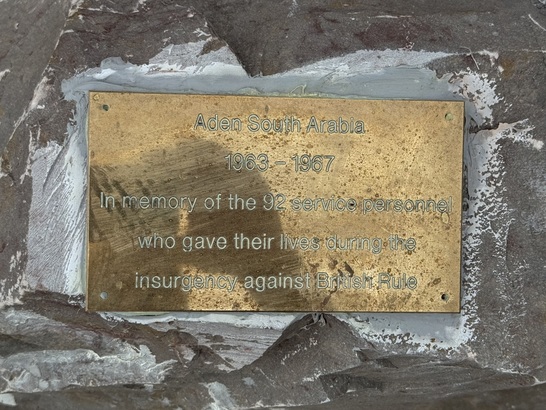 Aden South Arabia
1963 - 1967
In memory of the 92 service personnel
who gave their lives during the
insurgency against British Rule